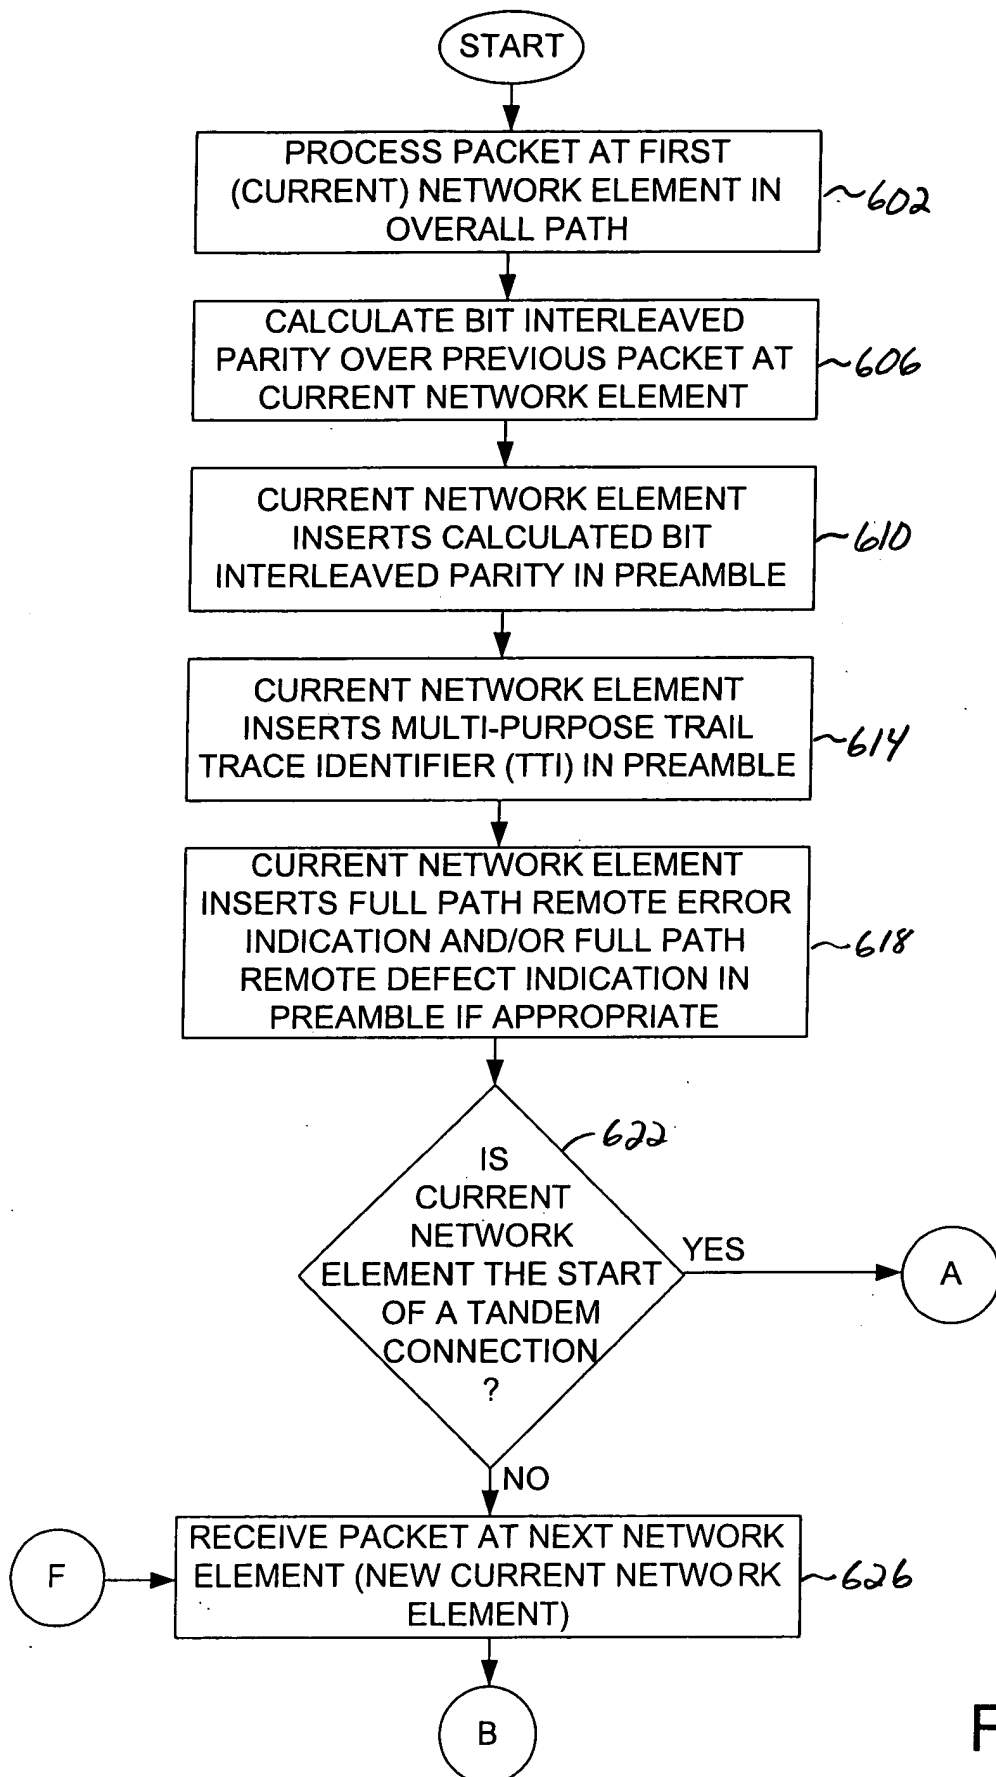 START
PROCESS PACKET AT FIRST
(CURRENT) NETWORK ELEMENT IN
OVERALL PATH
602
CALCULATE BIT INTERLEAVED
PARITY OVER PREVIOUS PACKET AT
CURRENT NETWORK ELEMENT
606
CURRENT NETWORK ELEMENT
INSERTS CALCULATED BIT
INTERLEAVED PARITY IN PREAMBLE
610
CURRENT NETWORK ELEMENT
INSERTS MULTI-PURPOSE TRAIL
TRACE IDENTIFIER (TTI) IN PREAMBLE
614
CURRENT NETWORK ELEMENT
INSERTS FULL PATH REMOTE ERROR
INDICATION AND/OR FULL PATH
REMOTE DEFECT INDICATION IN
PREAMBLE IF APPROPRIATE
618
622
IS
CURRENT
NETWORK
ELEMENT THE START
OF A TANDEM
CONNECTION
?
YES
A
NO
F
RECEIVE PACKET AT NEXT NETWORK
ELEMENT (NEW CURRENT NETWORK
ELEMENT)
626
B